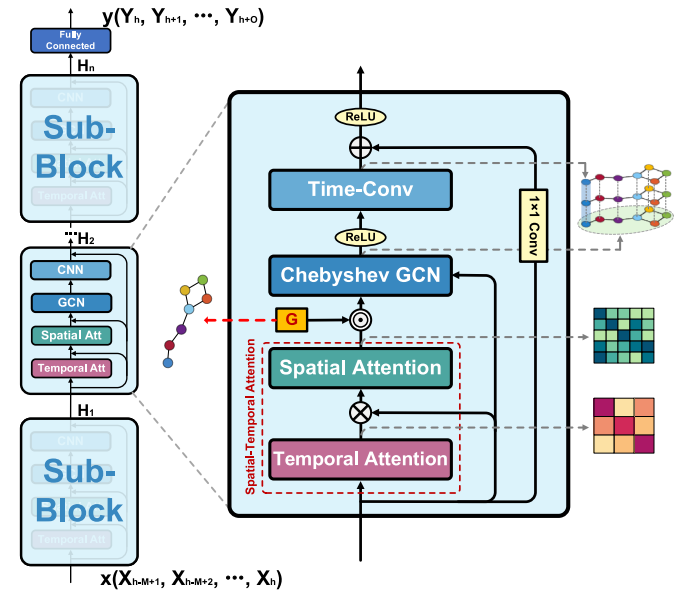 y(Yₕ, Yₕ₊₁, ···, Yₕ₊O)
Fully
Connected
Hₙ
CNN
Sub-
Block
Temporal Att
H₂
CNN
GCN
Spatial Att
Temporal Att
H₁
CNN
Sub-
Block
Temporal Att
x(Xₕ₋M₊₁, Xₕ₋M₊₂, ···, Xₕ)
ReLU
Time-Conv
ReLU
1×1 Conv
Chebyshev GCN
G
Spatial-Temporal Attention
Spatial Attention
Temporal Attention